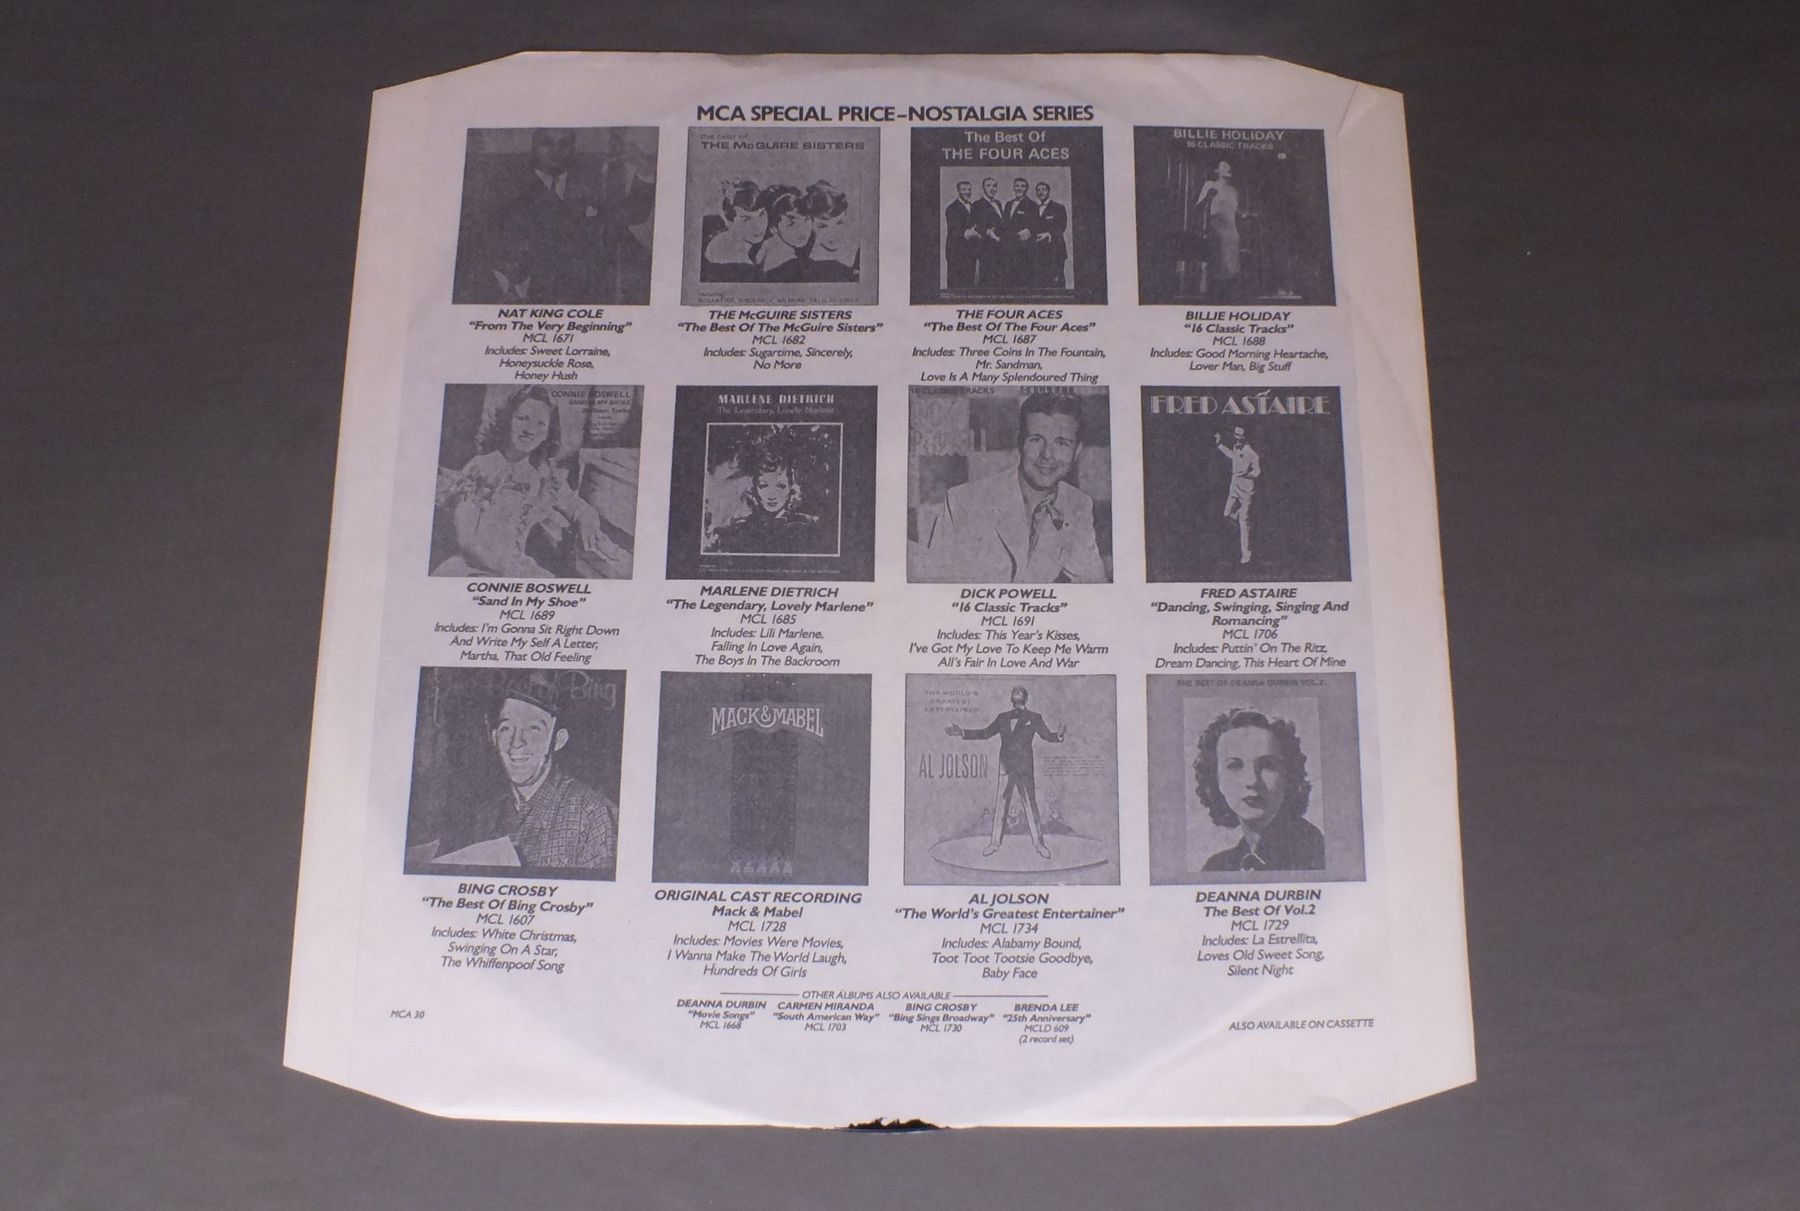 MCA SPECIAL PRICE–NOSTALGIA SERIES
the best of
THE McGUIRE SISTERS
The Best Of
THE FOUR ACES
BILLIE HOLIDAY
16 CLASSIC TRACKS
NAT KING COLE
"From The Very Beginning"
MCL 1671
Includes: Sweet Lorraine,
Honeysuckle Rose,
Honey Hush
THE McGUIRE SISTERS
"The Best Of The McGuire Sisters"
MCL 1682
Includes: Sugartime, Sincerely,
No More
THE FOUR ACES
"The Best Of The Four Aces"
MCL 1687
Includes: Three Coins In The Fountain,
Mr. Sandman,
Love Is A Many Splendoured Thing
BILLIE HOLIDAY
"16 Classic Tracks"
MCL 1688
Includes: Good Morning Heartache,
Lover Man, Big Stuff
CONNIE BOSWELL
SAND IN MY SHOES
MARLENE DIETRICH
The Legendary, Lovely Marlene
16 CLASSIC TRACKS
Dick Powell
FRED ASTAIRE
CONNIE BOSWELL
"Sand In My Shoe"
MCL 1689
Includes: I'm Gonna Sit Right Down
And Write My Self A Letter,
Martha, That Old Feeling
MARLENE DIETRICH
"The Legendary, Lovely Marlene"
MCL 1685
Includes: Lili Marlene.
Falling In Love Again,
The Boys In The Backroom
DICK POWELL
"16 Classic Tracks"
MCL 1691
Includes: This Year's Kisses,
I've Got My Love To Keep Me Warm
All's Fair In Love And War
FRED ASTAIRE
"Dancing, Swinging, Singing And
Romancing"
MCL 1706
Includes: Puttin' On The Ritz,
Dream Dancing, This Heart Of Mine
Bing
MACK & MABEL
THE WORLD'S
GREATEST
ENTERTAINER
AL JOLSON
THE BEST OF DEANNA DURBIN VOL.2.
BING CROSBY
"The Best Of Bing Crosby"
MCL 1607
Includes: White Christmas,
Swinging On A Star,
The Whiffenpoof Song
ORIGINAL CAST RECORDING
Mack & Mabel
MCL 1728
Includes: Movies Were Movies,
I Wanna Make The World Laugh,
Hundreds Of Girls
AL JOLSON
"The World's Greatest Entertainer"
MCL 1734
Includes: Alabamy Bound,
Toot Toot Tootsie Goodbye,
Baby Face
DEANNA DURBIN
The Best Of Vol.2
MCL 1729
Includes: La Estrellita,
Loves Old Sweet Song,
Silent Night
OTHER ALBUMS ALSO AVAILABLE
DEANNA DURBIN
"Movie Songs"
MCL 1668
CARMEN MIRANDA
"South American Way"
MCL 1703
BING CROSBY
"Bing Sings Broadway"
MCL 1730
BRENDA LEE
"25th Anniversary"
MCLD 609
(2 record set)
MCA 30
ALSO AVAILABLE ON CASSETTE